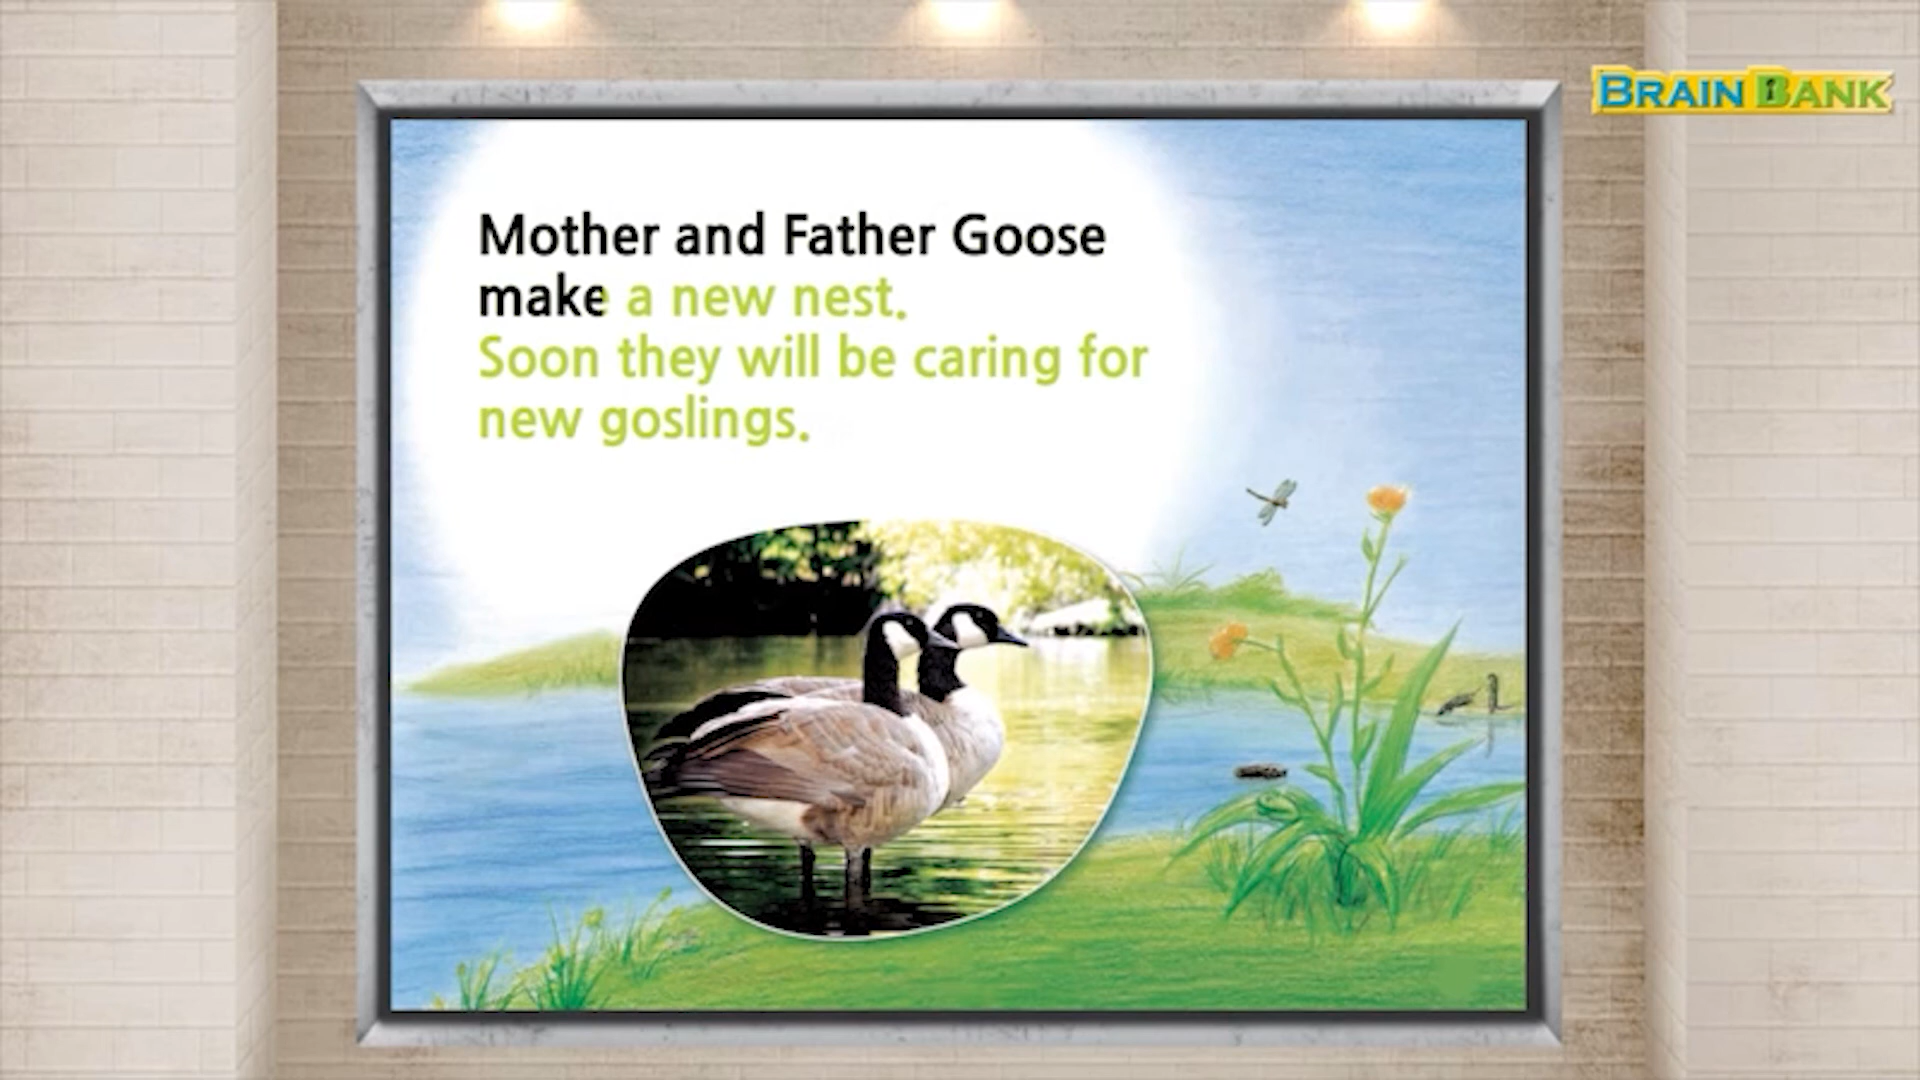 BRAIN BANK
Mother and Father Goose
make a new nest.
Soon they will be caring for
new goslings.